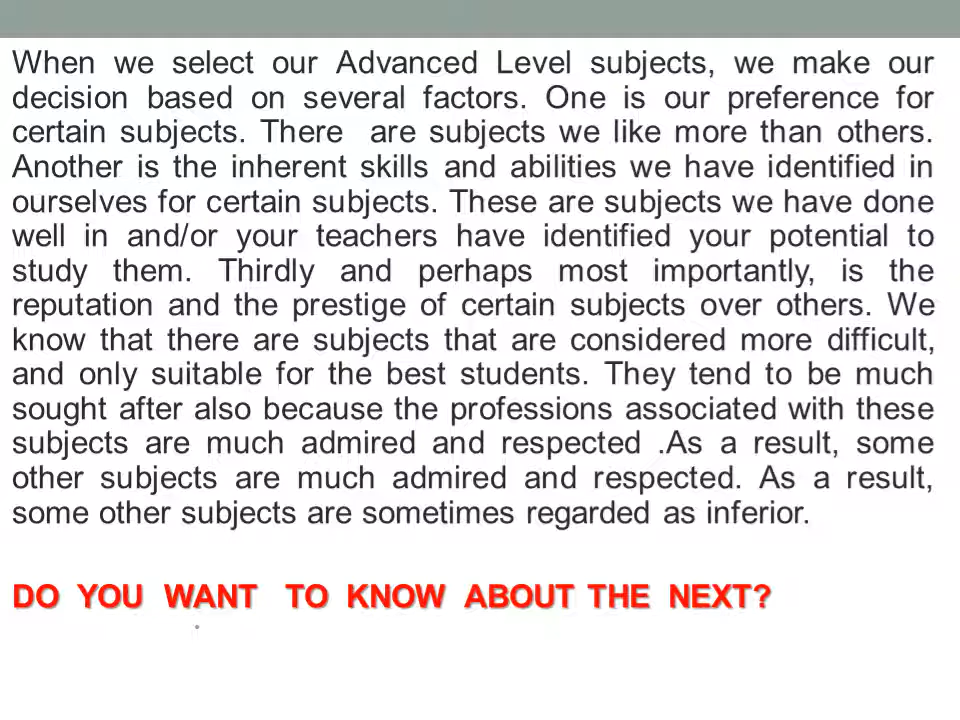 When we select our Advanced Level subjects, we make our
decision based on several factors. One is our preference for
certain subjects. There are subjects we like more than others.
Another is the inherent skills and abilities we have identified in
ourselves for certain subjects. These are subjects we have done
well in and/or your teachers have identified your potential to
study them. Thirdly and perhaps most importantly, is the
reputation and the prestige of certain subjects over others. We
know that there are subjects that are considered more difficult,
and only suitable for the best students. They tend to be much
sought after also because the professions associated with these
subjects are much admired and respected .As a result, some
other subjects are much admired and respected. As a result,
some other subjects are sometimes regarded as inferior.
DO YOU WANT TO KNOW ABOUT THE NEXT?